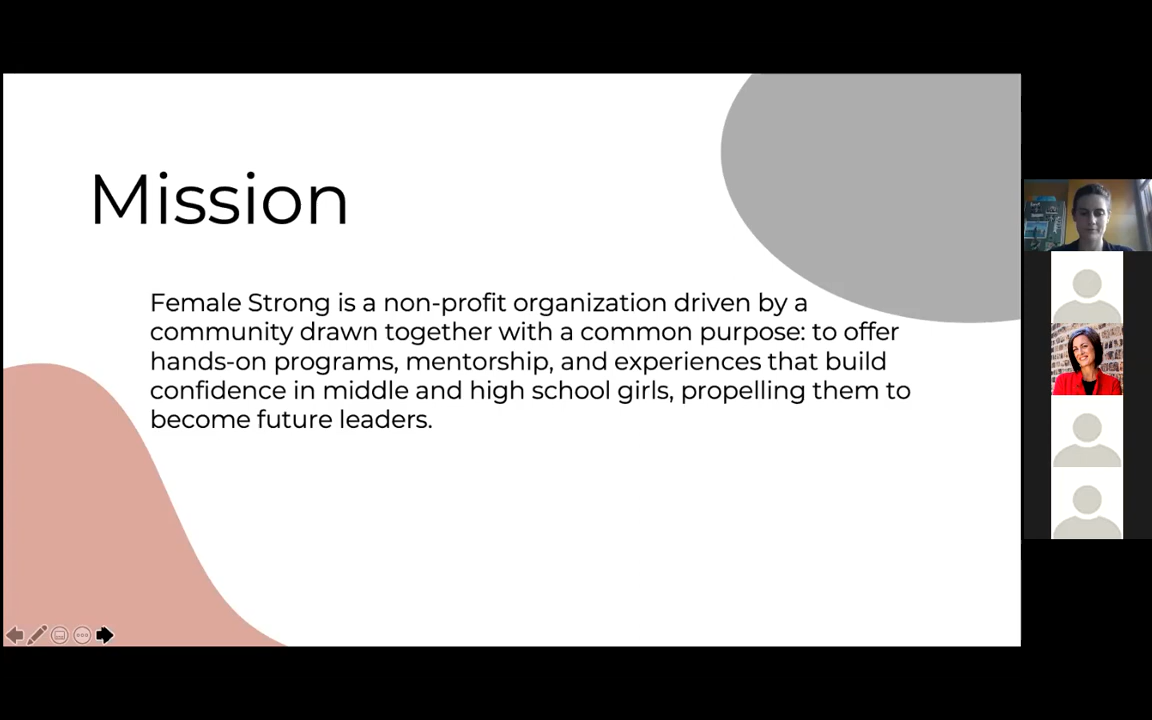 Mission
Female Strong is a non-profit organization driven by a
community drawn together with a common purpose: to offer
hands-on programs, mentorship, and experiences that build
confidence in middle and high school girls, propelling them to
become future leaders.